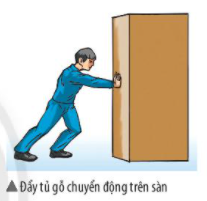 ▲ Đẩy tủ gỗ chuyển động trên sàn